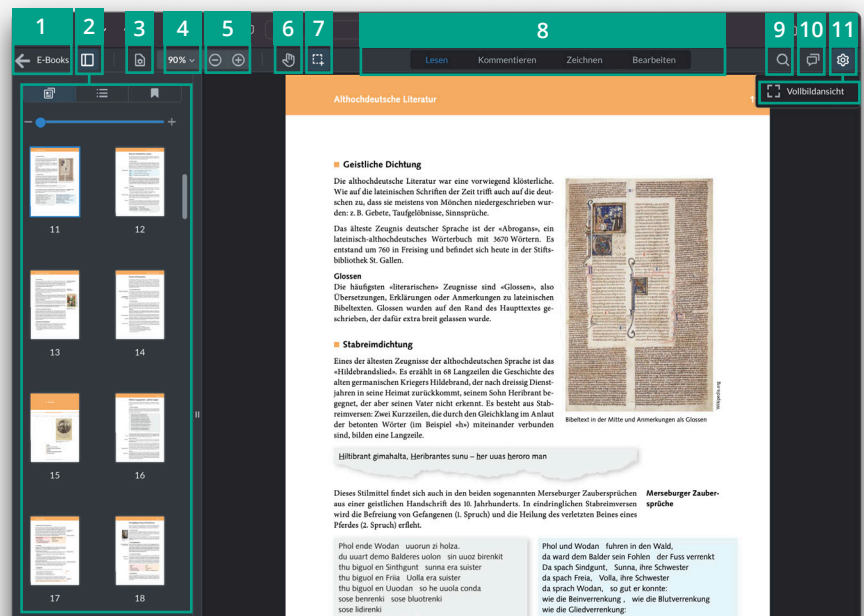 1
2
3
4
5
6
7
8
9
10
11
E-Books
90%
Lesen Kommentieren Zeichnen Bearbeiten
Vollbildansicht
11 12
13 14
15 16
17 18
Althochdeutsche Literatur
Geistliche Dichtung
Die althochdeutsche Literatur war eine vorwiegend klösterliche.
Wie auf die lateinischen Schriften der Zeit trifft auch auf die deut-
schen zu, dass sie meistens von Mönchen niedergeschrieben wur-
den: z. B. Gebete, Taufgelöbnisse, Sinnsprüche.
Das älteste Zeugnis deutscher Sprache ist der «Abrogans», ein
lateinisch-althochdeutsches Wörterbuch mit 3670 Wörtern. Es
entstand um 760 in Freising und befindet sich heute in der Stifts-
bibliothek St. Gallen.
Glossen
Die häufigsten «literarischen» Zeugnisse sind «Glossen», also
Übersetzungen, Erklärungen oder Anmerkungen zu lateinischen
Bibeltexten. Glossen wurden auf den Rand des Haupttextes ge-
schrieben, der dafür extra breit gelassen wurde.
Stabreimdichtung
Eines der ältesten Zeugnisse der althochdeutschen Sprache ist das
«Hildebrandslied». Es erzählt in 68 Langzeilen die Geschichte des
alten germanischen Kriegers Hildebrand, der nach dreissig Dienst-
jahren in seine Heimat zurückkommt, seinem Sohn Heribrant be-
gegnet, der aber seinen Vater nicht erkennt. Es besteht aus Stab-
reimversen: Zwei Kurzzeilen, die durch den Gleichklang im Anlaut
der betonten Wörter (im Beispiel «h») miteinander verbunden
sind, bilden eine Langzeile.
Wikipedia.org
Bibeltext in der Mitte und Anmerkungen als Glossen
Hiltibrant gimahalta, Heribrantes sunu – her uuas heroro man
Dieses Stilmittel findet sich auch in den beiden sogenannten Merseburger Zaubersprüchen
aus einer geistlichen Handschrift des 10. Jahrhunderts. In eindringlichen Stabreimversen
wird die Befreiung von Gefangenen (1. Spruch) und die Heilung des verletzten Beines eines
Pferdes (2. Spruch) erfleht.
Merseburger Zauber-
sprüche
Phol ende Wodan uuorun zi holza.
du uuart demo Balderes uolon sin uuoz birenkit
thu biguol en Sinthgunt sunna era suister
thu biguol en Friia Uolla era suister
thu biguol en Uuodan so he uuola conda
sose benrenki sose bluotrenki
sose lidirenki
Phol und Wodan fuhren in den Wald,
da ward dem Balder sein Fohlen der Fuss verrenkt
Da spach Sindgunt, Sunna, ihre Schwester
da spach Freia, Volla, ihre Schwester
da sprach Wodan, so gut er konnte:
wie die Beinverrenkung , wie die Blutverrenkung
wie die Gliedverrenkung: